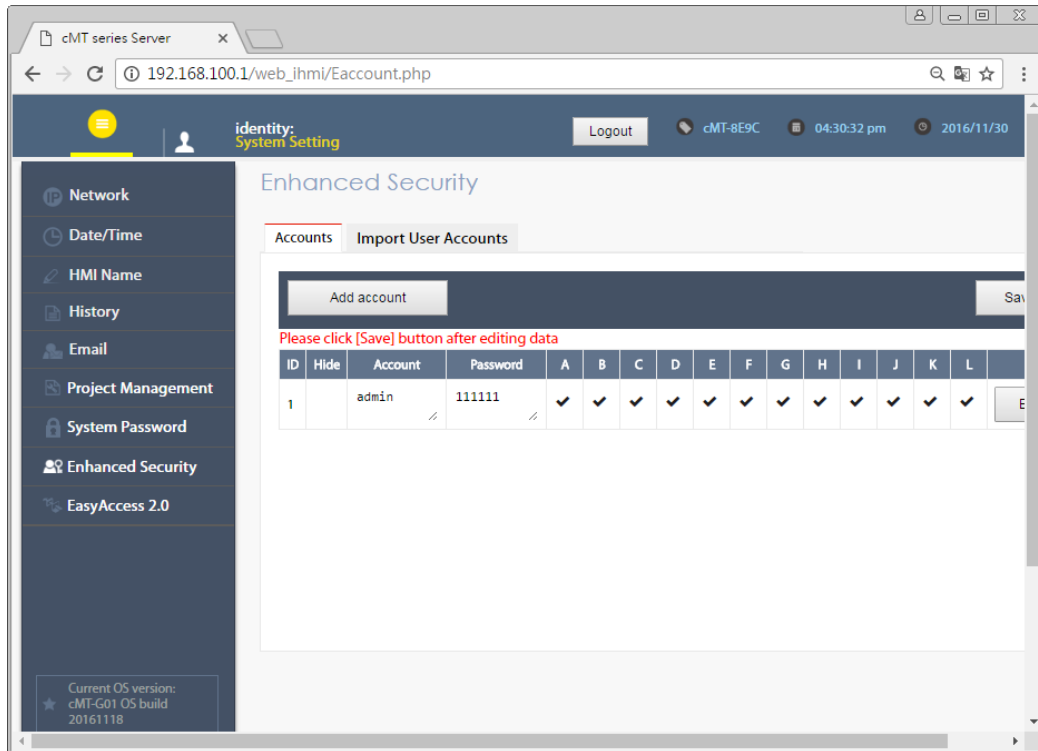 cMT series Server
192.168.100.1/web_ihmi/Eaccount.php
identity:
System Setting
Logout
cMT-8E9C
04:30:32 pm
2016/11/30
Network
Date/Time
HMI Name
History
Email
Project Management
System Password
Enhanced Security
EasyAccess 2.0
Current OS version:
cMT-G01 OS build
20161118
Enhanced Security
Accounts Import User Accounts
Add account
Please click [Save] button after editing data
ID Hide Account Password A B C D E F G H I J K L
1 admin 111111